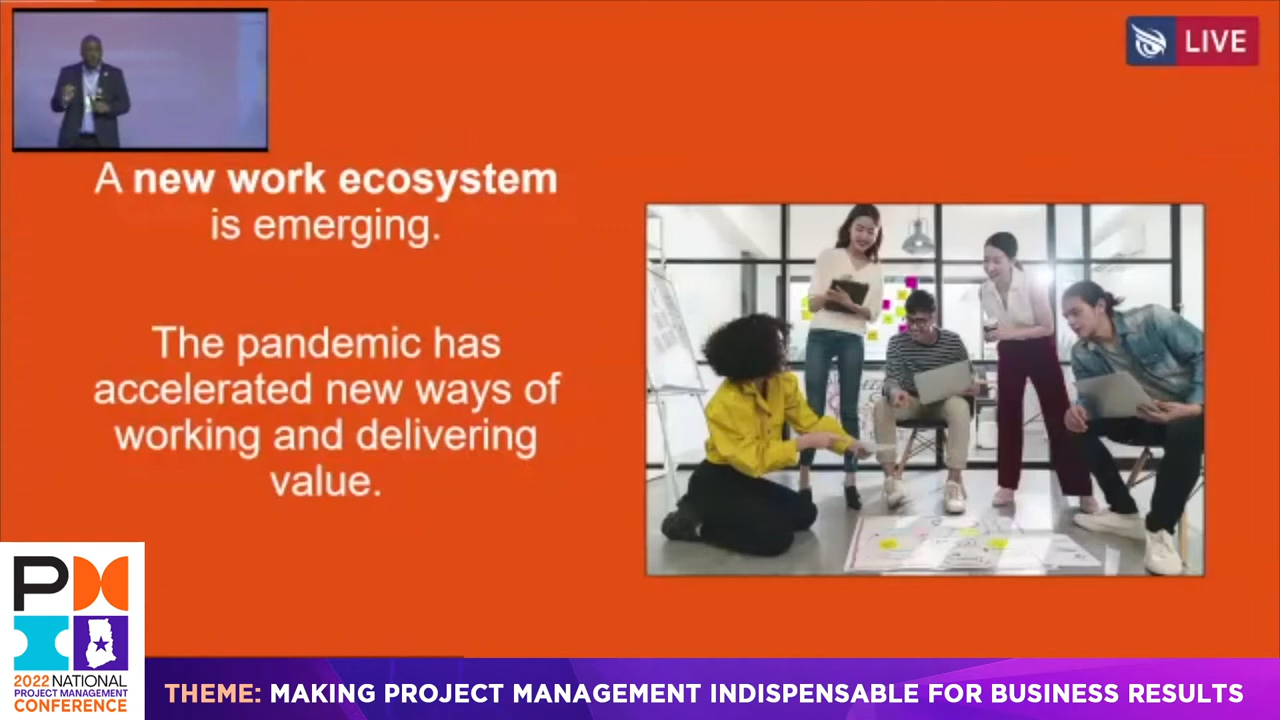 LIVE
A new work ecosystem
is emerging.
The pandemic has
accelerated new ways of
working and delivering
value.
PMI
2022 NATIONAL
PROJECT MANAGEMENT
CONFERENCE
THEME: MAKING PROJECT MANAGEMENT INDISPENSABLE FOR BUSINESS RESULTS